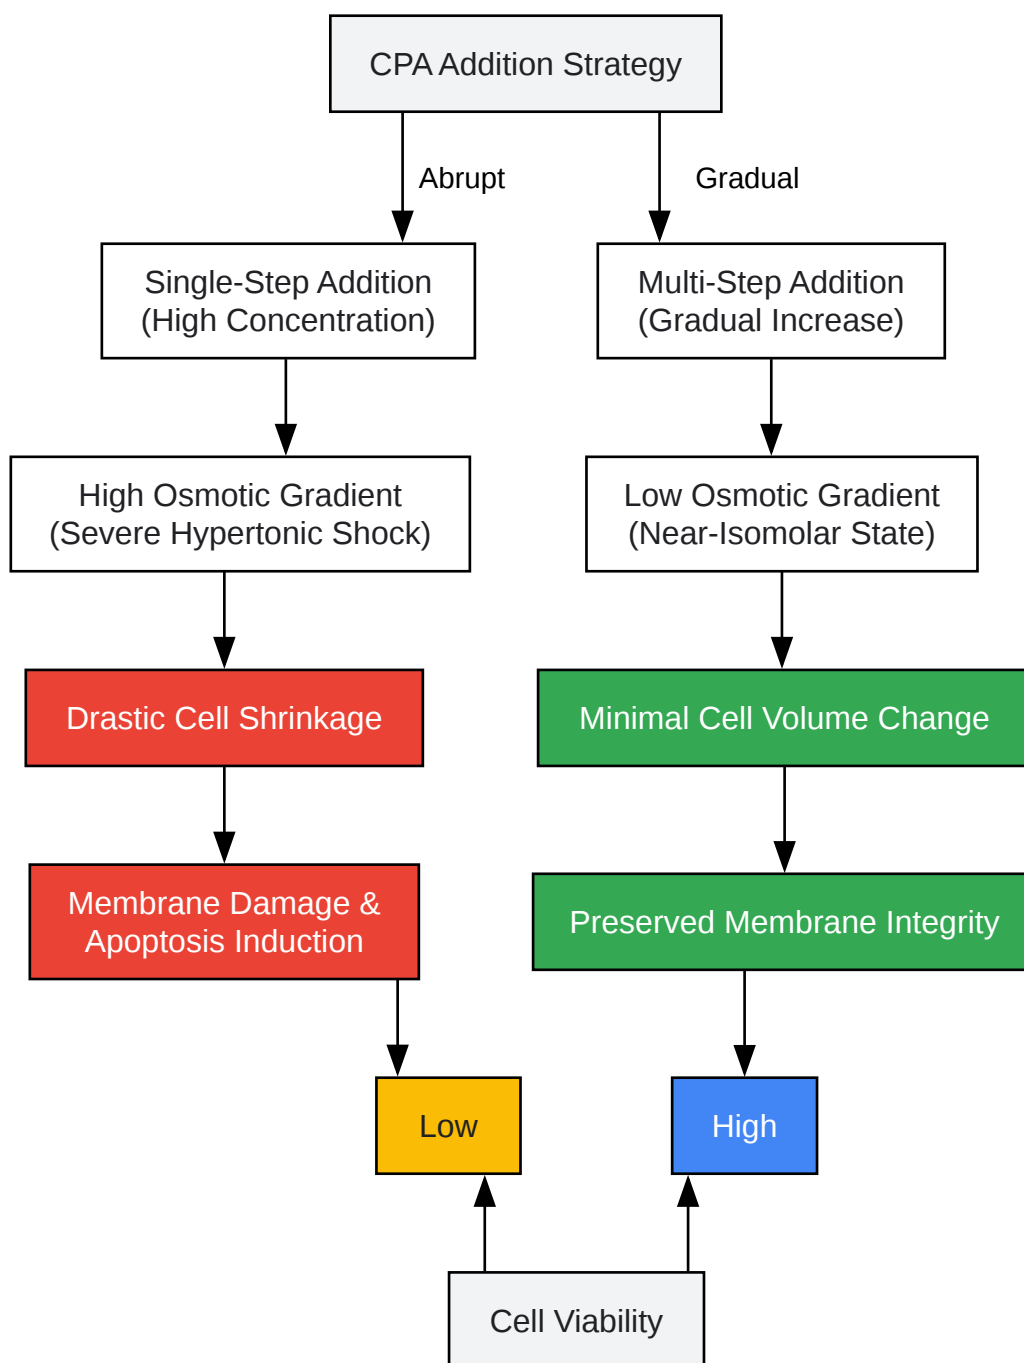 CPA Addition Strategy
Abrupt
Gradual
Single-Step Addition
(High Concentration)
Multi-Step Addition
(Gradual Increase)
High Osmotic Gradient
(Severe Hypertonic Shock)
Low Osmotic Gradient
(Near-Isomolar State)
Drastic Cell Shrinkage
Minimal Cell Volume Change
Membrane Damage &
Apoptosis Induction
Preserved Membrane Integrity
Low
High
Cell Viability